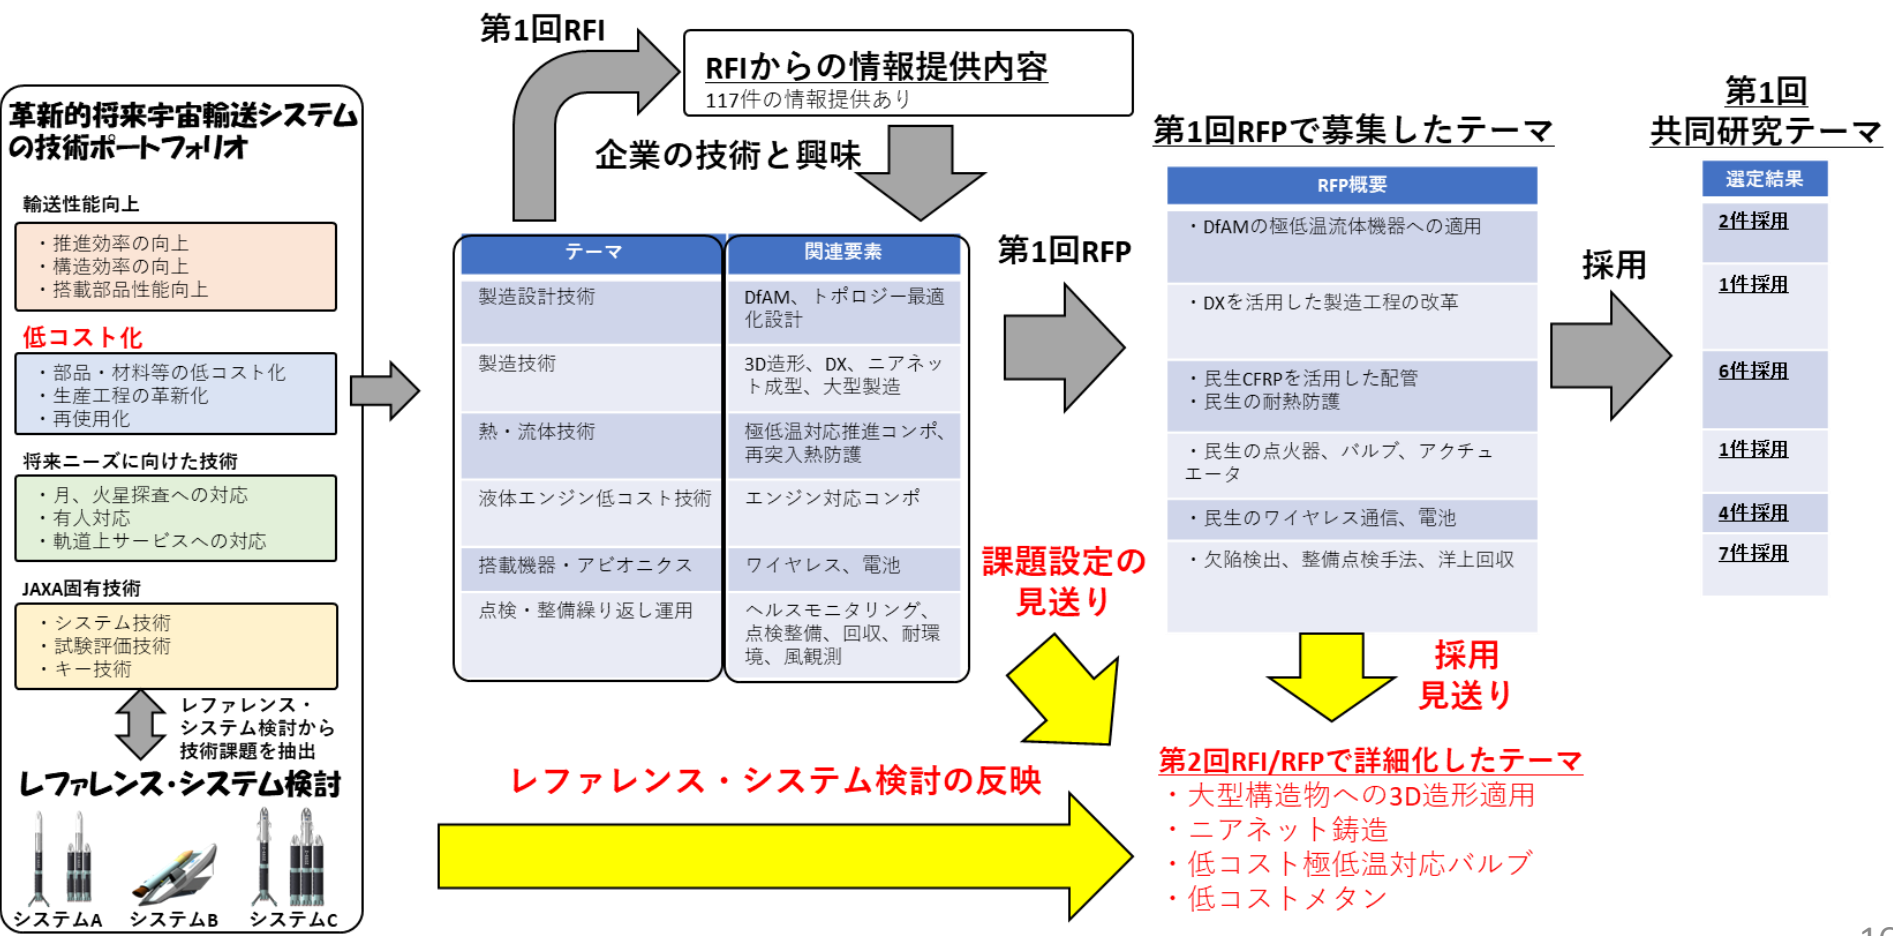 第1回RFI
RFIからの情報提供内容
117件の情報提供あり
企業の技術と興味
革新的将来宇宙輸送システム
の技術ポートフォリオ
輸送性能向上
・推進効率の向上
・構造効率の向上
・搭載部品性能向上
低コスト化
・部品・材料等の低コスト化
・生産工程の革新化
・再使用化
将来ニーズに向けた技術
・月、火星探査への対応
・有人対応
・軌道上サービスへの対応
JAXA固有技術
・システム技術
・試験評価技術
・キー技術
レファレンス・
システム検討から
技術課題を抽出
レファレンス・システム検討
システムA
システムB
システムC
テーマ
関連要素
製造設計技術
DfAM、トポロジー最適
化設計
製造技術
3D造形、DX、ニアネッ
ト成型、大型製造
熱・流体技術
極低温対応推進コンポ、
再突入熱防護
液体エンジン低コスト技術
エンジン対応コンポ
搭載機器・アビオニクス
ワイヤレス、電池
点検・整備繰り返し運用
ヘルスモニタリング、
点検整備、回収、耐環
境、風観測
第1回RFP
第1回RFPで募集したテーマ
RFP概要
・DfAMの極低温流体機器への適用
・DXを活用した製造工程の改革
・民生CFRPを活用した配管
・民生の耐熱防護
・民生の点火器、バルブ、アクチュ
エータ
・民生のワイヤレス通信、電池
・欠陥検出、整備点検手法、洋上回収
採用
第1回
共同研究テーマ
選定結果
2件採用
1件採用
6件採用
1件採用
4件採用
7件採用
課題設定の
見送り
採用
見送り
レファレンス・システム検討の反映
第2回RFI/RFPで詳細化したテーマ
・大型構造物への3D造形適用
・ニアネット鋳造
・低コスト極低温対応バルブ
・低コストメタン